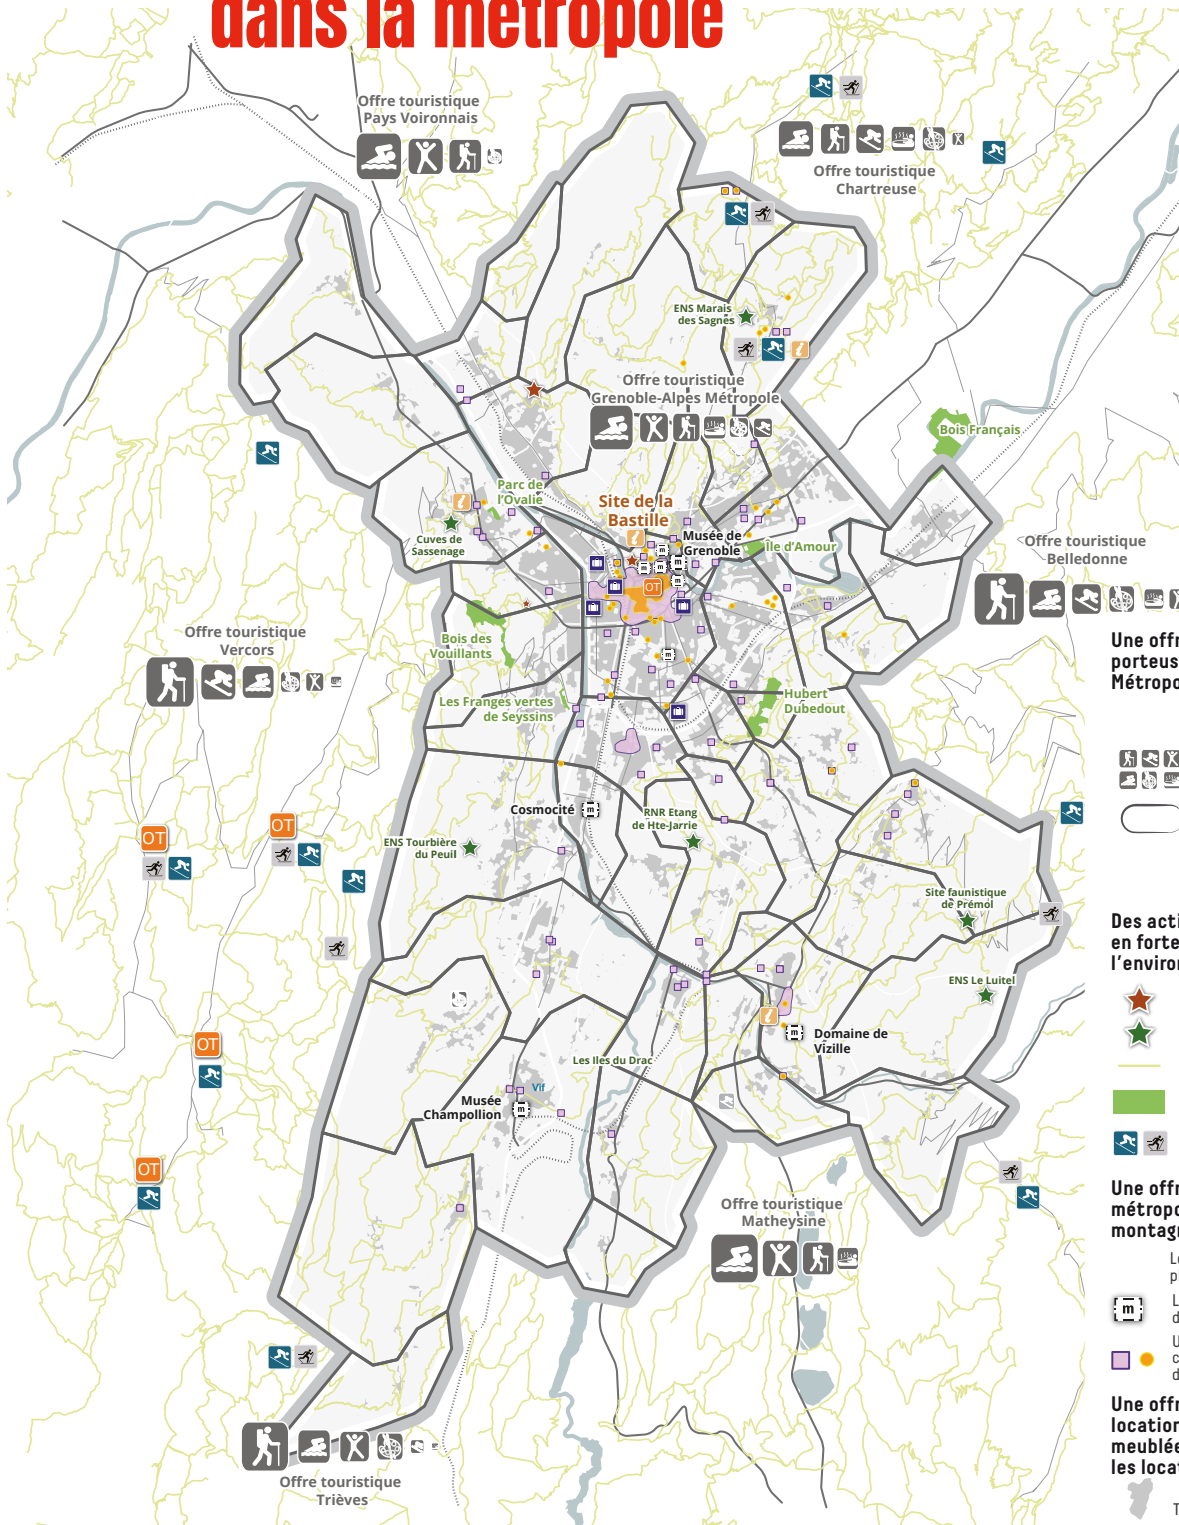 dans la métropole
Offre touristique
Pays Voironnais
Offre touristique
Chartreuse
ENS Marais
des Sagnes
Offre touristique
Grenoble-Alpes Métropole
Bois Français
Parc de
l'Ovalie
Site de la
Bastille
Cuves de
Sassenage
Musée de
Grenoble
Île d'Amour
Offre touristique
Belledonne
OT
Offre touristique
Vercors
Bois des
Vouillants
Une offr
porteus
Métropo
Les Franges vertes
de Seyssins
Hubert
Dubedout
Cosmocité
m
RNR Etang
de Hte-Jarrie
ENS Tourbière
du Peuil
OT
OT
Site faunistique
de Prémol
Des acti
en forte
l'environ
ENS Le Luitel
OT
Domaine de
Vizille
m
Les Iles du Drac
Vif
Musée
Champollion
m
OT
Offre touristique
Matheysine
Une offr
métropo
montagn
Le
p
m
L
d
U
c
d
Une offr
location
meublée
les locat
T
Offre touristique
Trièves